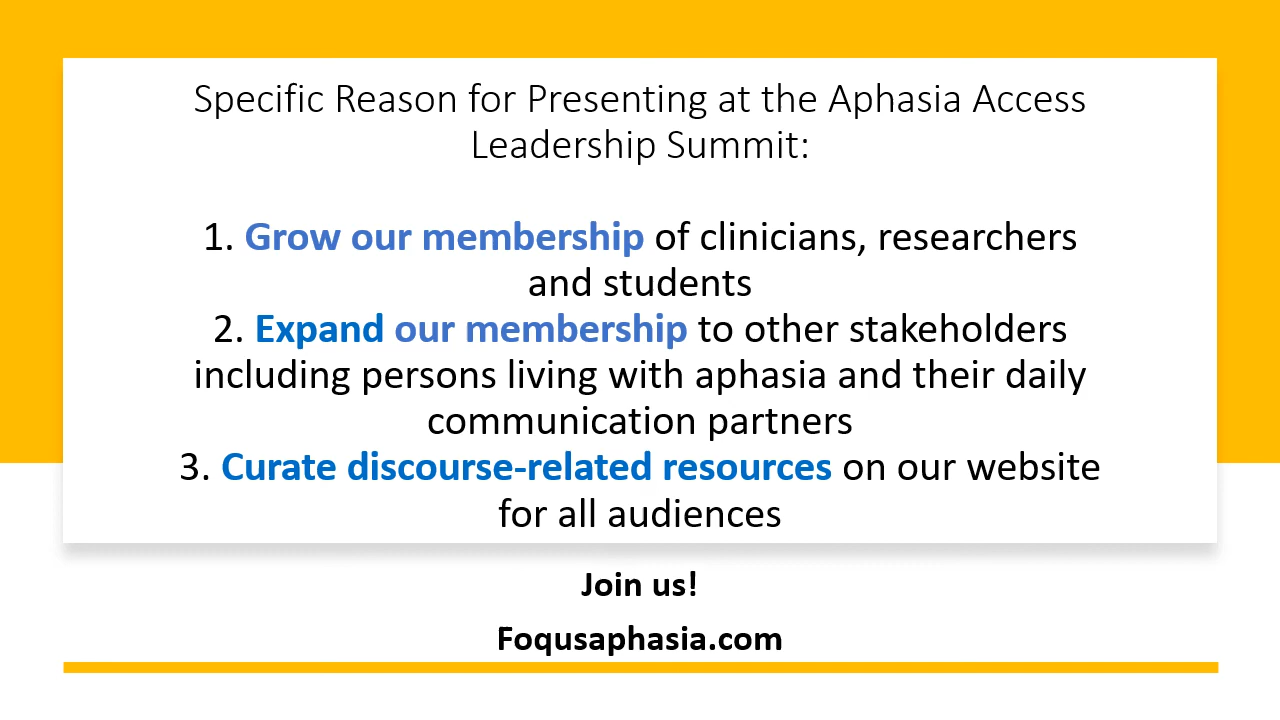 Specific Reason for Presenting at the Aphasia Access
Leadership Summit:
1. Grow our membership of clinicians, researchers
and students
2. Expand our membership to other stakeholders
including persons living with aphasia and their daily
communication partners
3. Curate discourse-related resources on our website
for all audiences
Join us!
Foqusaphasia.com